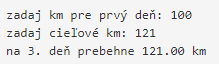 zadaj km pre prvý deň: 100
zadaj cieľové km: 121
na 3. deň prebehne 121.00 km